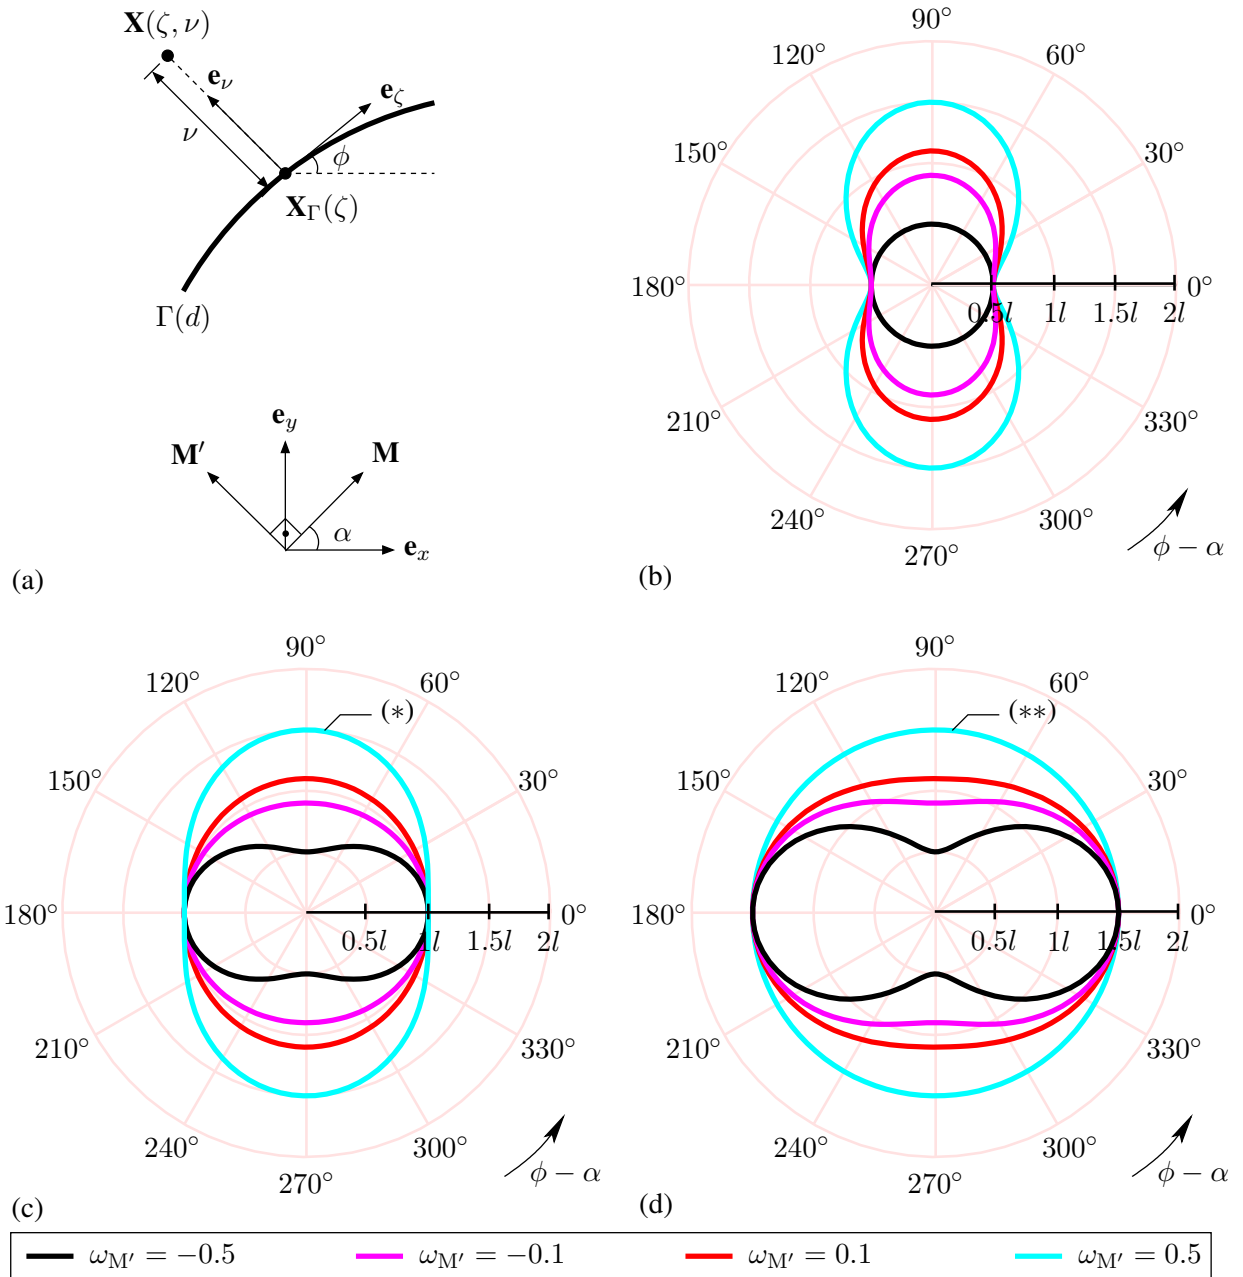 X(ζ, ν)
e_ν
e_ζ
ν
ϕ
X_Γ(ζ)
Γ(d)
e_y
M′
M
α
e_x
(a)
90°
120°
60°
150°
30°
180°
0°
0.5l
1l
1.5l
2l
210°
330°
240°
300°
270°
ϕ − α
(b)
90°
120°
60°
(*)
150°
30°
180°
0°
0.5l
1l
1.5l
2l
210°
330°
240°
300°
270°
ϕ − α
(c)
90°
120°
60°
(**)
150°
30°
180°
0°
0.5l
1l
1.5l
2l
210°
330°
240°
300°
270°
ϕ − α
(d)
ω_M′ = −0.5
ω_M′ = −0.1
ω_M′ = 0.1
ω_M′ = 0.5